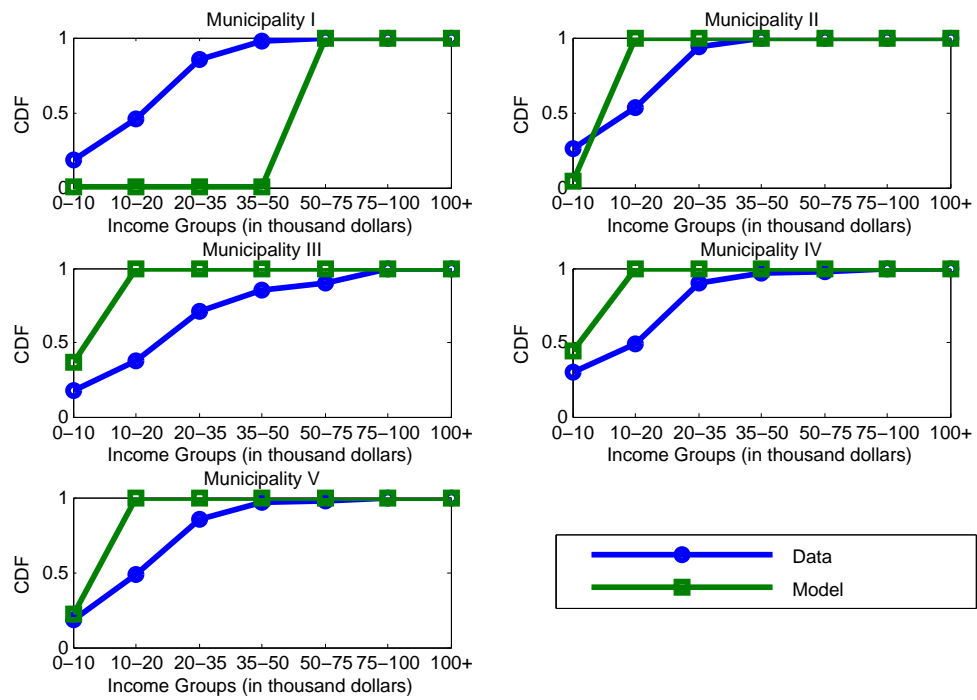 Municipality I
1
0.5
0
CDF
0−10 10−20 20−35 35−50 50−75 75−100 100+
Income Groups (in thousand dollars)
Municipality II
1
0.5
0
CDF
0−10 10−20 20−35 35−50 50−75 75−100 100+
Income Groups (in thousand dollars)
Municipality III
1
0.5
0
CDF
0−10 10−20 20−35 35−50 50−75 75−100 100+
Income Groups (in thousand dollars)
Municipality IV
1
0.5
0
CDF
0−10 10−20 20−35 35−50 50−75 75−100 100+
Income Groups (in thousand dollars)
Municipality V
1
0.5
0
CDF
0−10 10−20 20−35 35−50 50−75 75−100 100+
Income Groups (in thousand dollars)
Data
Model